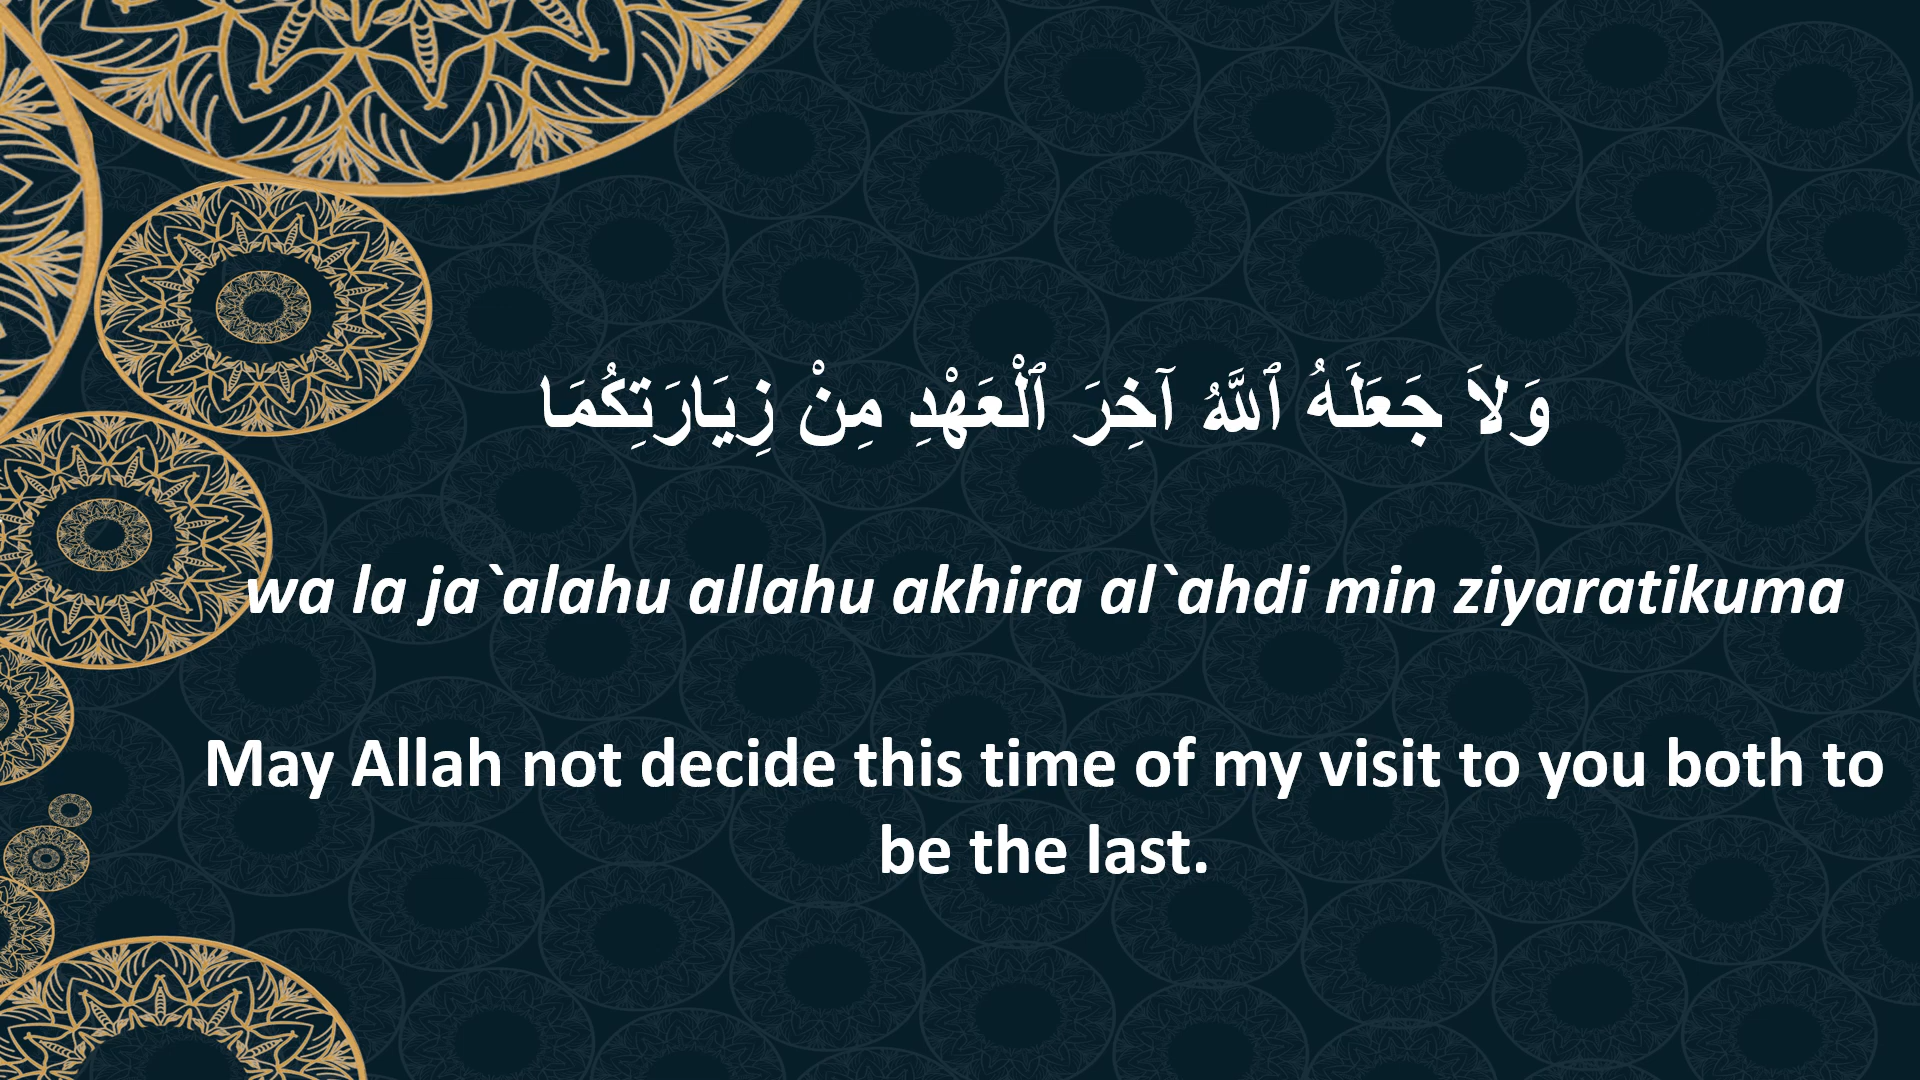 وَلاَ جَعَلَهُ ٱللَّهُ آخِرَ ٱلْعَهْدِ مِنْ زِيَارَتِكُمَا
wa la ja`alahu allahu akhira al`ahdi min ziyaratikuma
May Allah not decide this time of my visit to you both to
be the last.